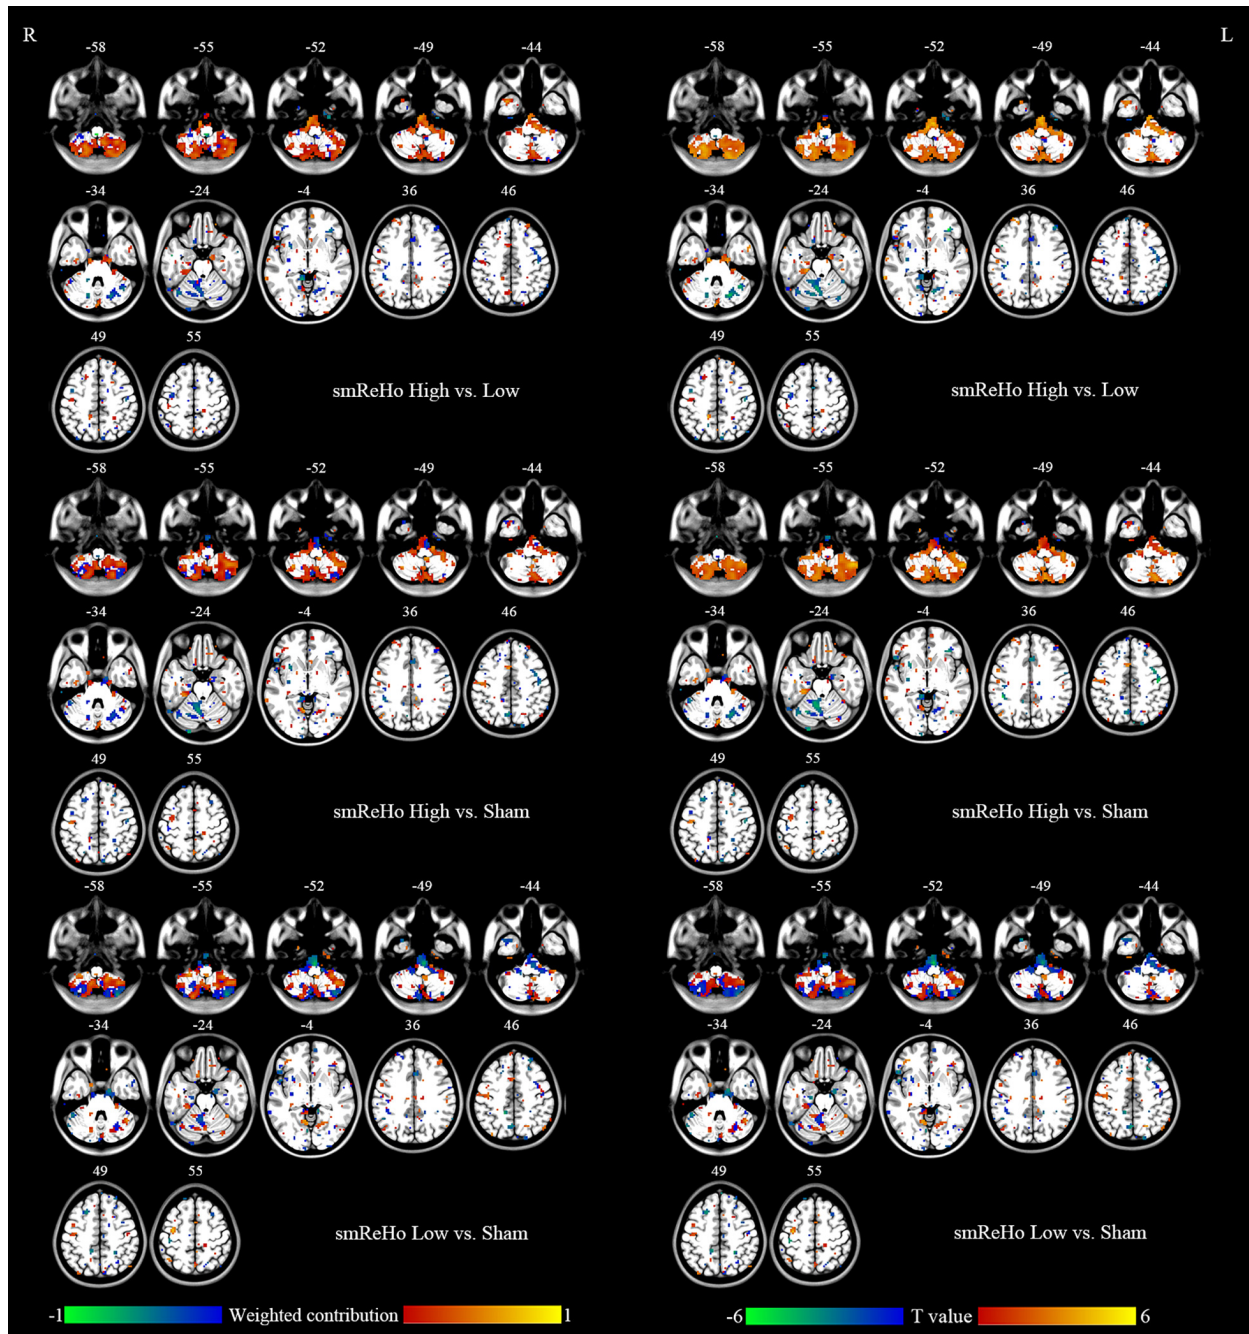 R L
-58 -55 -52 -49 -44 -58 -55 -52 -49 -44
-34 -24 -4 36 46 -34 -24 -4 36 46
49 55 49 55
smReHo High vs. Low smReHo High vs. Low
-58 -55 -52 -49 -44 -58 -55 -52 -49 -44
-34 -24 -4 36 46 -34 -24 -4 36 46
49 55 49 55
smReHo High vs. Sham smReHo High vs. Sham
-58 -55 -52 -49 -44 -58 -55 -52 -49 -44
-34 -24 -4 36 46 -34 -24 -4 36 46
49 55 49 55
smReHo Low vs. Sham smReHo Low vs. Sham
-1 Weighted contribution 1 -6 T value 6